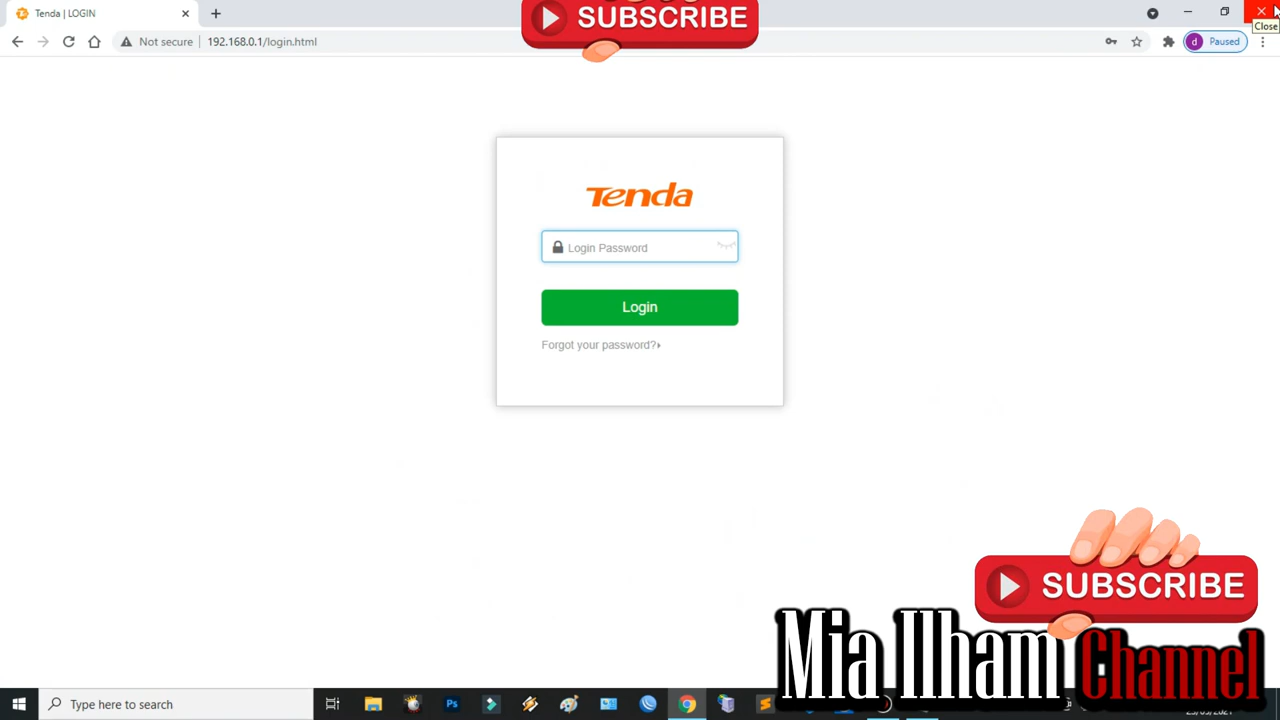 Tenda | LOGIN
SUBSCRIBE
Close
Not secure
192.168.0.1/login.html
d
Paused
Tenda
Login Password
Login
Forgot your password?
SUBSCRIBE
Mia Ilham Channel
Type here to search
Ps